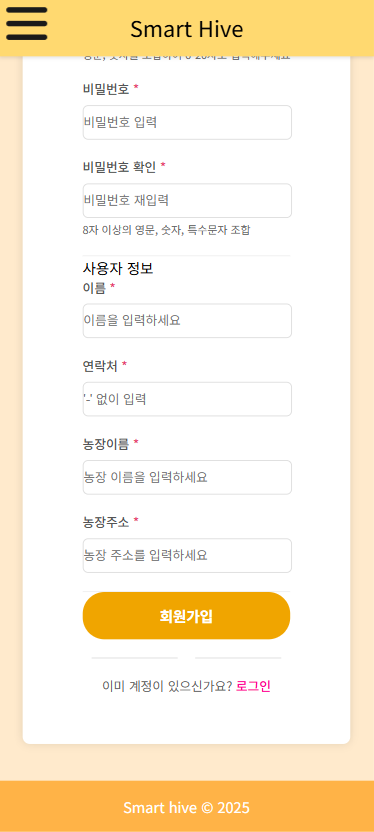 Smart Hive
비밀번호 *
비밀번호 입력
비밀번호 확인 *
비밀번호 재입력
8자 이상의 영문, 숫자, 특수문자 조합
사용자 정보
이름 *
이름을 입력하세요
연락처 *
'-' 없이 입력
농장이름 *
농장 이름을 입력하세요
농장주소 *
농장 주소를 입력하세요
회원가입
이미 계정이 있으신가요? 로그인
Smart hive © 2025